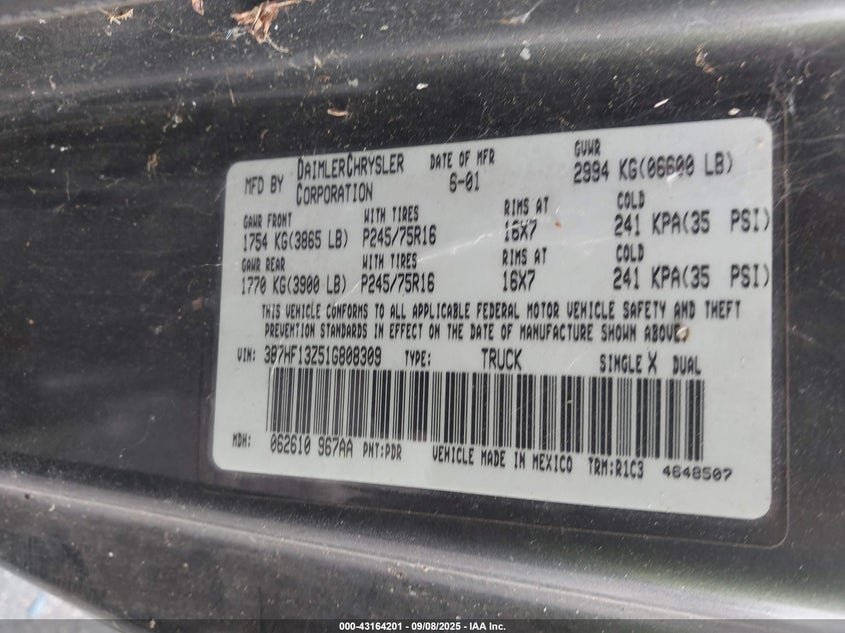 MFD BY DAIMLERCHRYSLER CORPORATION DATE OF MFR 6-01 GVWR 2994 KG(06600 LB)
GAWR FRONT WITH TIRES RIMS AT COLD
1754 KG(3865 LB) P245/75R16 16X7 241 KPA(35 PSI)
GAWR REAR WITH TIRES RIMS AT COLD
1770 KG(3900 LB) P245/75R16 16X7 241 KPA(35 PSI)
THIS VEHICLE CONFORMS TO ALL APPLICABLE FEDERAL MOTOR VEHICLE SAFETY AND THEFT
PREVENTION STANDARDS IN EFFECT ON THE DATE OF MANUFACTURE SHOWN ABOVE.
VIN: 3B7HF13Z51G808309 TYPE: TRUCK SINGLE X DUAL
MDH: 062610 967AA PNT:PDR VEHICLE MADE IN MEXICO TRM:R1C3 4648507
000-43164201 - 09/08/2025 - IAA Inc.